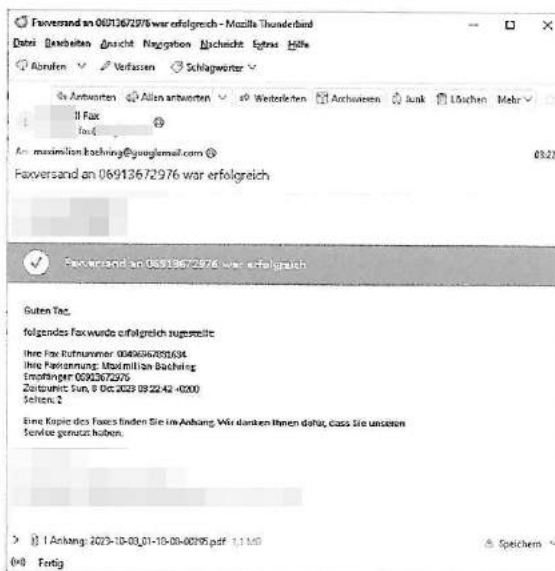 Faxversand an 06913672976 war erfolgreich - Mozilla Thunderbird
Datei Bearbeiten Ansicht Navigation Nachricht Extras Hilfe
Abrufen Verfassen Schlagwörter
Antworten Allen antworten Weiterleiten Archivieren Junk Löschen Mehr
Fax
fax@
An: maximilian.baehring@googlemail.com
Faxversand an 06913672976 war erfolgreich
Faxversand an 06913672976 war erfolgreich
Guten Tag,
folgendes Fax wurde erfolgreich zugestellt
Ihre Fax Rufnummer: 00496967831634
Ihre Faxkennung: Maximilian Baehring
Empfänger: 06913672976
Zeitpunkt: Sun, 8 Oct 2023 03:22:42 +0200
Seiten: 2
Eine Kopie des Faxes finden Sie im Anhang. Wir danken Ihnen dafür, dass Sie unseren
Service genutzt haben.
1 Anhang: 2023-10-08_01-18-08-00295.pdf 1,1 MB Speichern
Fertig